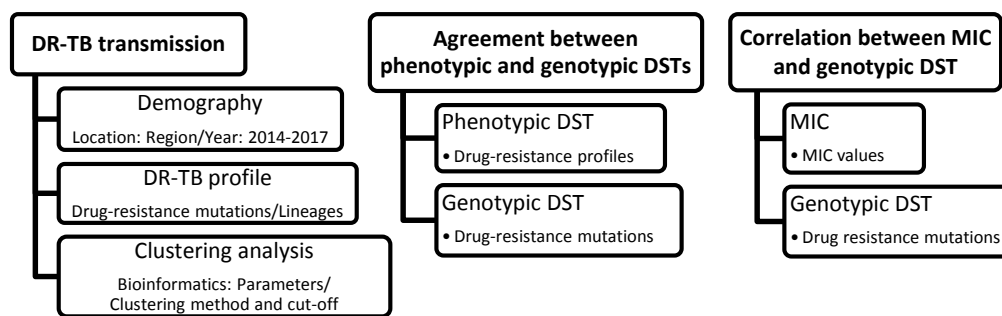 DR-TB transmission
Demography
Location: Region/Year: 2014-2017
DR-TB profile
Drug-resistance mutations/Lineages
Clustering analysis
Bioinformatics: Parameters/
Clustering method and cut-off
Agreement between
phenotypic and genotypic DSTs
Phenotypic DST
• Drug-resistance profiles
Genotypic DST
• Drug-resistance mutations
Correlation between MIC
and genotypic DST
MIC
• MIC values
Genotypic DST
• Drug resistance mutations